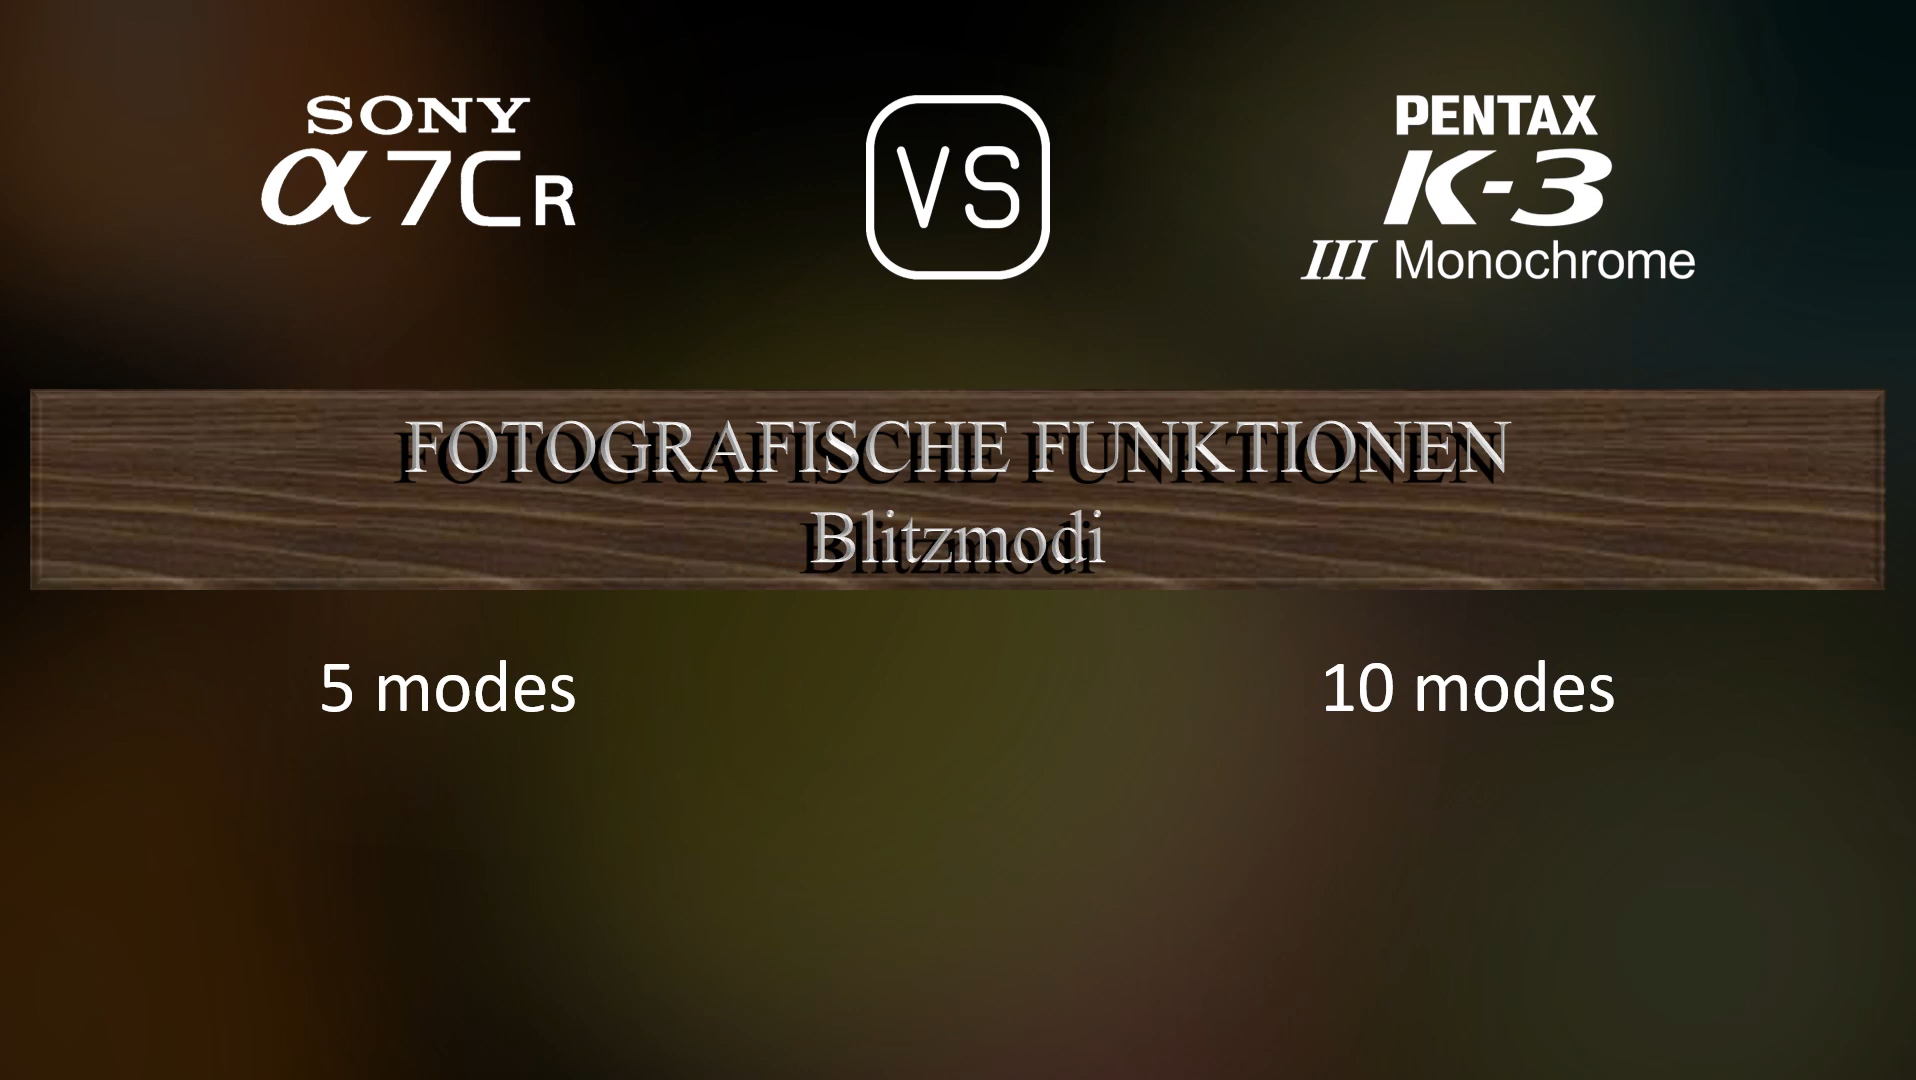 SONY
α7CR
VS
PENTAX
K-3
III Monochrome
FOTOGRAFISCHE FUNKTIONEN
Blitzmodi
5 modes
10 modes